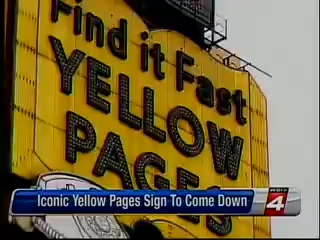 Find it Fast
YELLOW
PAGES
Iconic Yellow Pages Sign To Come Down
4